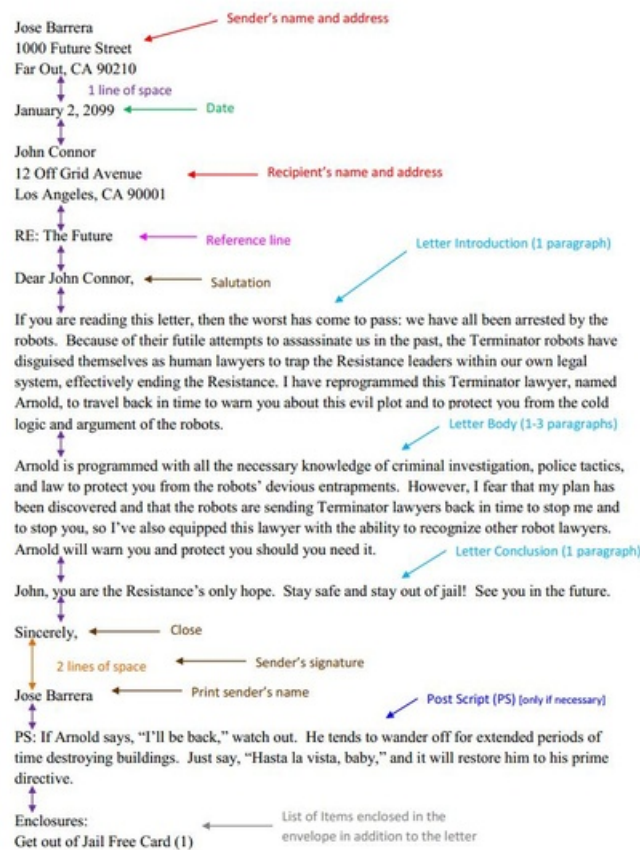 Jose Barrera
Sender's name and address
1000 Future Street
Far Out, CA 90210
1 line of space
January 2, 2099
Date
John Connor
12 Off Grid Avenue
Recipient's name and address
Los Angeles, CA 90001
RE: The Future
Reference line
Letter Introduction (1 paragraph)
Dear John Connor,
Salutation
If you are reading this letter, then the worst has come to pass: we have all been arrested by the
robots. Because of their futile attempts to assassinate us in the past, the Terminator robots have
disguised themselves as human lawyers to trap the Resistance leaders within our own legal
system, effectively ending the Resistance. I have reprogrammed this Terminator lawyer, named
Arnold, to travel back in time to warn you about this evil plot and to protect you from the cold
logic and argument of the robots.
Letter Body (1-3 paragraphs)
Arnold is programmed with all the necessary knowledge of criminal investigation, police tactics,
and law to protect you from the robots' devious entrapments. However, I fear that my plan has
been discovered and that the robots are sending Terminator lawyers back in time to stop me and
to stop you, so I've also equipped this lawyer with the ability to recognize other robot lawyers.
Arnold will warn you and protect you should you need it.
Letter Conclusion (1 paragraph)
John, you are the Resistance's only hope. Stay safe and stay out of jail! See you in the future.
Sincerely,
Close
2 lines of space
Sender's signature
Jose Barrera
Print sender's name
Post Script (PS) [only if necessary]
PS: If Arnold says, "I'll be back," watch out. He tends to wander off for extended periods of
time destroying buildings. Just say, "Hasta la vista, baby," and it will restore him to his prime
directive.
Enclosures:
List of Items enclosed in the
envelope in addition to the letter
Get out of Jail Free Card (1)